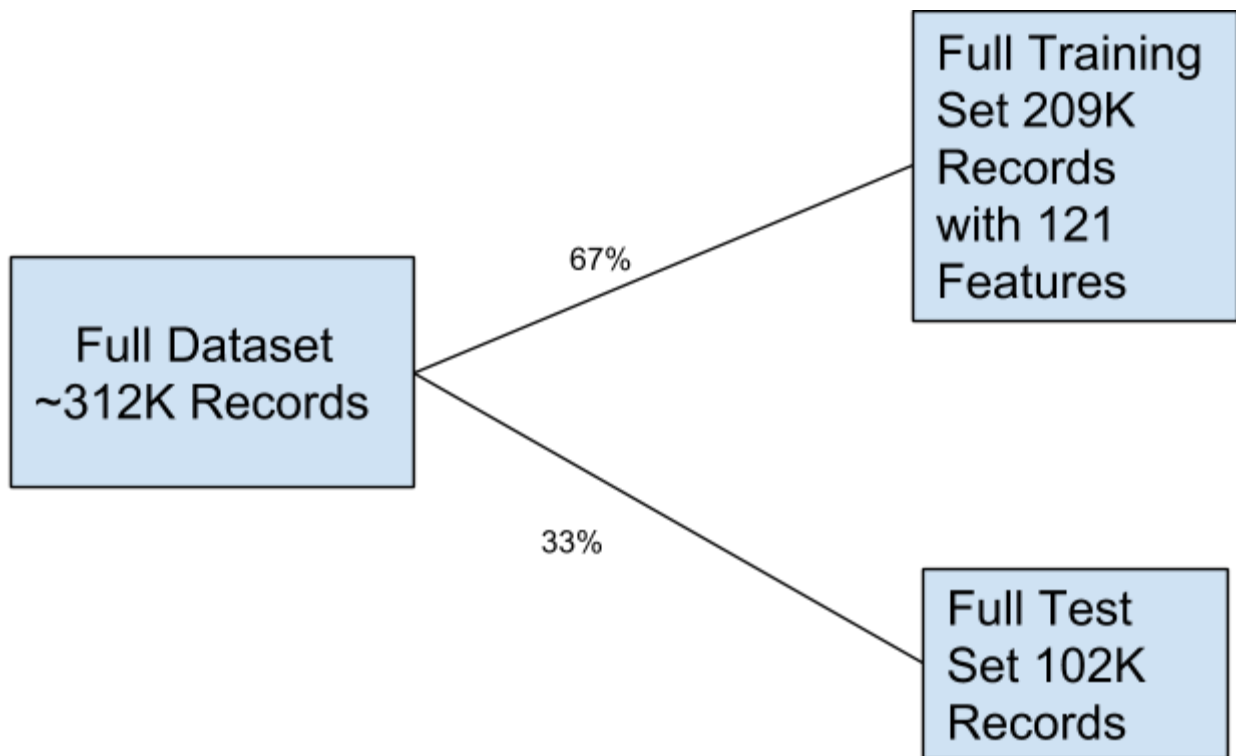 Full Dataset
~312K Records
67%
Full Training
Set 209K
Records
with 121
Features
33%
Full Test
Set 102K
Records